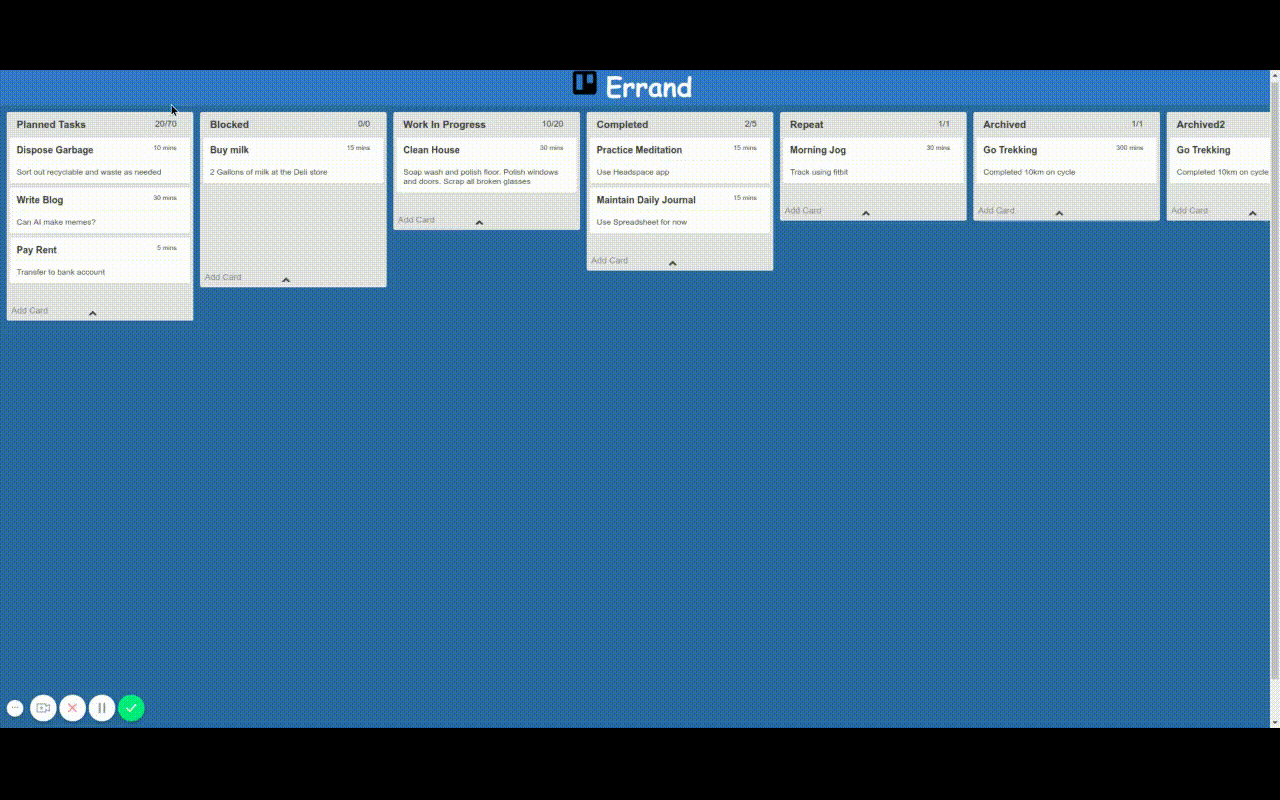 Errand
Planned Tasks 20/70
Dispose Garbage 10 mins
Sort out recyclable and waste as needed
Write Blog 30 mins
Can AI make memes?
Pay Rent 5 mins
Transfer to bank account
Add Card
Blocked 0/0
Buy milk 15 mins
2 Gallons of milk at the Deli store
Add Card
Work In Progress 10/20
Clean House 30 mins
Soap wash and polish floor. Polish windows
and doors. Scrap all broken glasses
Add Card
Completed 2/5
Practice Meditation 15 mins
Use Headspace app
Maintain Daily Journal 15 mins
Use Spreadsheet for now
Add Card
Repeat 1/1
Morning Jog 30 mins
Track using fitbit
Add Card
Archived 1/1
Go Trekking 300 mins
Completed 10km on cycle
Add Card
Archived2
Go Trekking
Completed 10km on cycle
Add Card